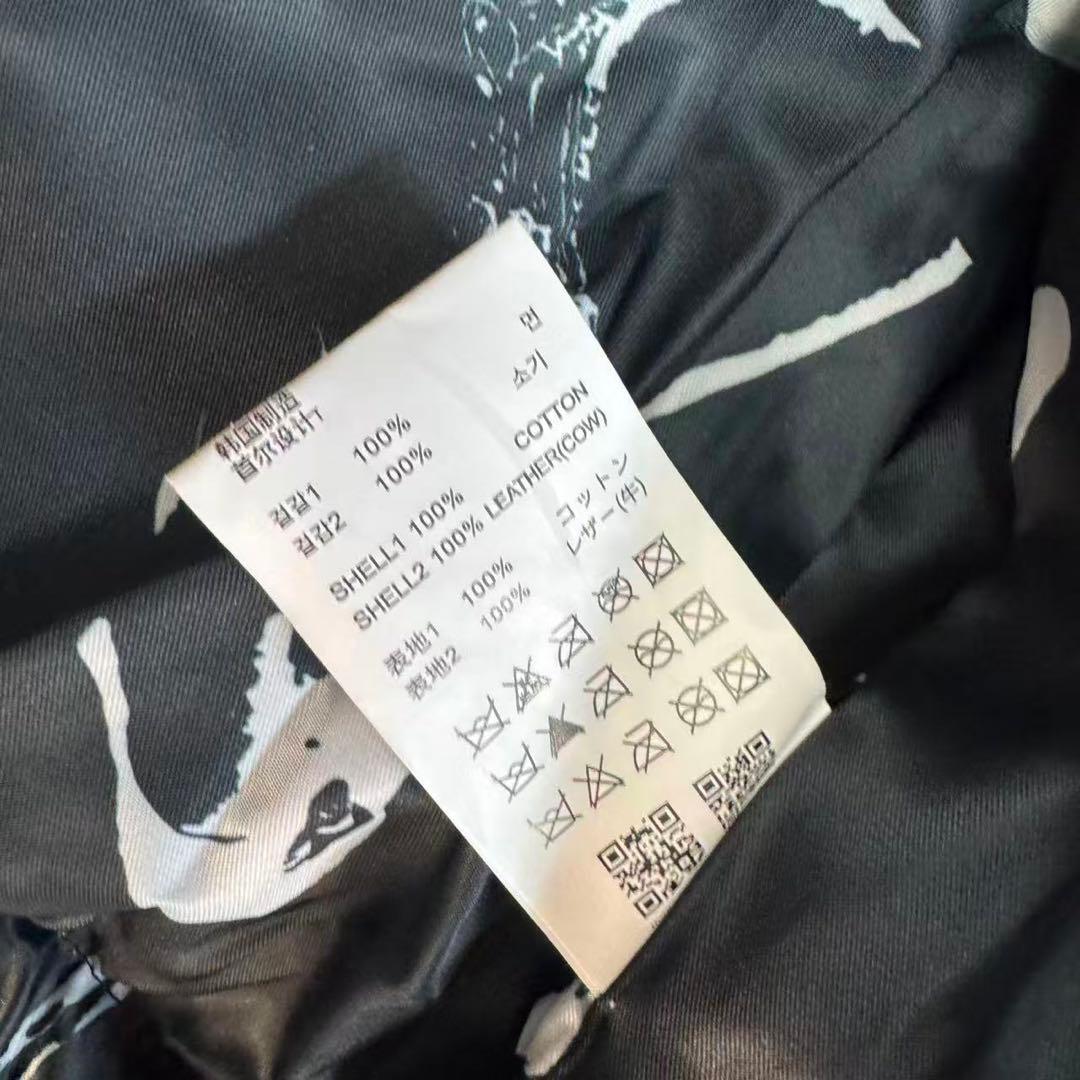 韩国制造
首尔设计
겉감1 100% 면
겉감2 100% 소기
SHELL1 100% COTTON
SHELL2 100% LEATHER(COW)
表地1 100% コットン
表地2 100% レザー(牛)